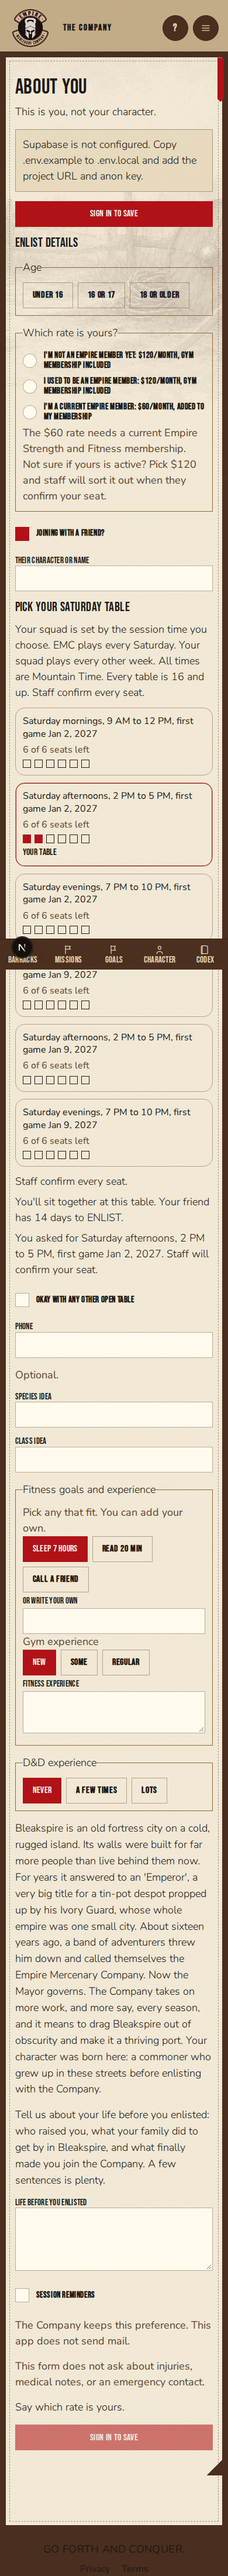 EMPIRE
THE COMPANY
?
ABOUT YOU
This is you, not your character.
Supabase is not configured. Copy
.env.example to .env.local and add the
project URL and anon key.
SIGN IN TO SAVE
ENLIST DETAILS
Age
UNDER 16
16 OR 17
18 OR OLDER
Which rate is yours?
I'M NOT AN EMPIRE MEMBER YET: $120/MONTH, GYM
MEMBERSHIP INCLUDED
I USED TO BE AN EMPIRE MEMBER: $120/MONTH, GYM
MEMBERSHIP INCLUDED
I'M A CURRENT EMPIRE MEMBER: $60/MONTH, ADDED TO
MY MEMBERSHIP
The $60 rate needs a current Empire
Strength and Fitness membership.
Not sure if yours is active? Pick $120
and staff will sort it out when they
confirm your seat.
JOINING WITH A FRIEND?
THEIR CHARACTER OR NAME
PICK YOUR SATURDAY TABLE
Your squad is set by the session time you
choose. EMC plays every Saturday. Your
squad plays every other week. All times
are Mountain Time. Every table is 16 and
up. Staff confirm every seat.
Saturday mornings, 9 AM to 12 PM, first
game Jan 2, 2027
6 of 6 seats left
Saturday afternoons, 2 PM to 5 PM, first
game Jan 2, 2027
6 of 6 seats left
YOUR TABLE
Saturday evenings, 7 PM to 10 PM, first
game Jan 2, 2027
6 of 6 seats left
N
BARRACKS
MISSIONS
GOALS
CHARACTER
CODEX
game Jan 9, 2027
6 of 6 seats left
Saturday afternoons, 2 PM to 5 PM, first
game Jan 9, 2027
6 of 6 seats left
Saturday evenings, 7 PM to 10 PM, first
game Jan 9, 2027
6 of 6 seats left
Staff confirm every seat.
You'll sit together at this table. Your friend
has 14 days to ENLIST.
You asked for Saturday afternoons, 2 PM
to 5 PM, first game Jan 2, 2027. Staff will
confirm your seat.
OKAY WITH ANY OTHER OPEN TABLE
PHONE
Optional.
SPECIES IDEA
CLASS IDEA
Fitness goals and experience
Pick any that fit. You can add your
own.
SLEEP 7 HOURS
READ 20 MIN
CALL A FRIEND
OR WRITE YOUR OWN
Gym experience
NEW
SOME
REGULAR
FITNESS EXPERIENCE
D&D experience
NEVER
A FEW TIMES
LOTS
Bleakspire is an old fortress city on a cold,
rugged island. Its walls were built for far
more people than live behind them now.
For years it answered to an 'Emperor', a
very big title for a tin-pot despot propped
up by his Ivory Guard, whose whole
empire was one small city. About sixteen
years ago, a band of adventurers threw
him down and called themselves the
Empire Mercenary Company. Now the
Mayor governs. The Company takes on
more work, and more say, every season,
and it means to drag Bleakspire out of
obscurity and make it a thriving port. Your
character was born here: a commoner who
grew up in these streets before enlisting
with the Company.
Tell us about your life before you enlisted:
who raised you, what your family did to
get by in Bleakspire, and what finally
made you join the Company. A few
sentences is plenty.
LIFE BEFORE YOU ENLISTED
SESSION REMINDERS
The Company keeps this preference. This
app does not send mail.
This form does not ask about injuries,
medical notes, or an emergency contact.
Say which rate is yours.
SIGN IN TO SAVE
GO FORTH AND CONQUER.
Privacy
Terms